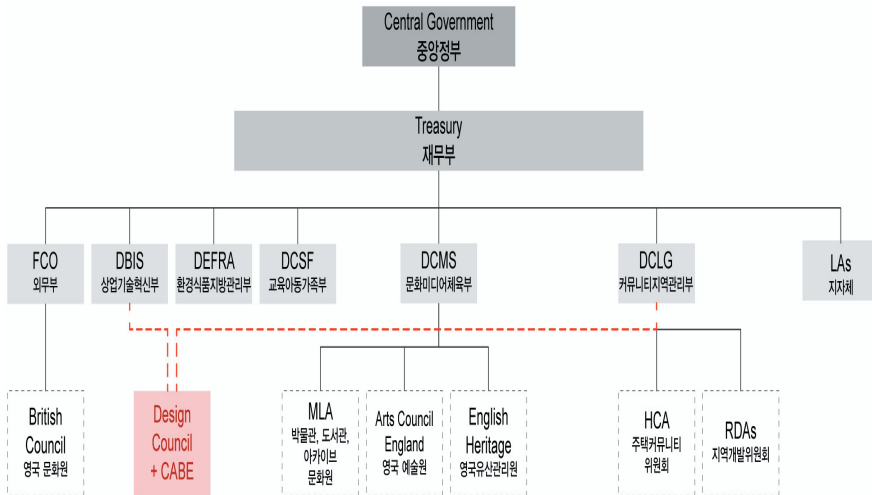 Central Government
중앙정부
Treasury
재무부
FCO
외무부
DBIS
상업기술혁신부
DEFRA
환경식품지방관리부
DCSF
교육아동가족부
DCMS
문화미디어체육부
DCLG
커뮤니티지역관리부
LAs
지자체
British
Council
영국 문화원
Design
Council
+ CABE
MLA
박물관, 도서관,
아카이브
문화원
Arts Council
England
영국 예술원
English
Heritage
영국유산관리원
HCA
주택커뮤니티
위원회
RDAs
지역개발위원회